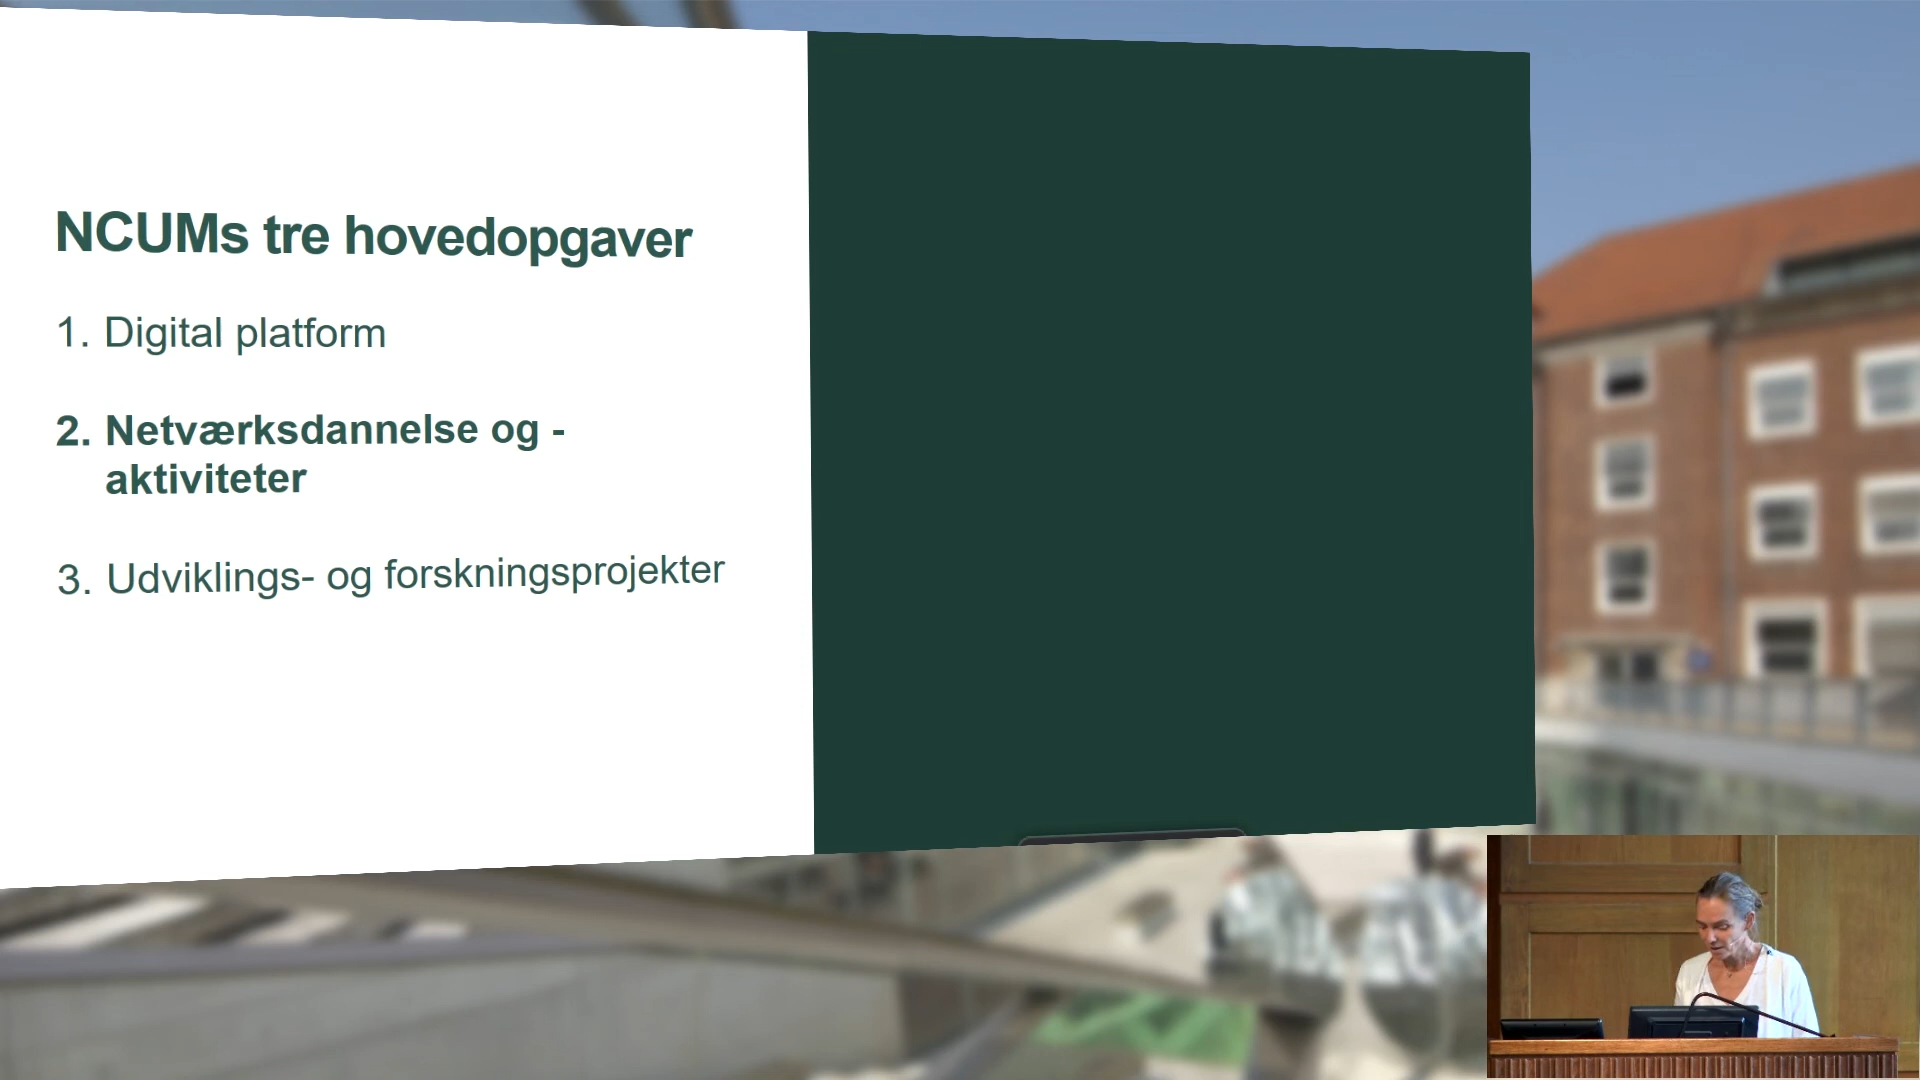 NCUMs tre hovedopgaver
1. Digital platform
2. Netværksdannelse og -
aktiviteter
3. Udviklings- og forskningsprojekter